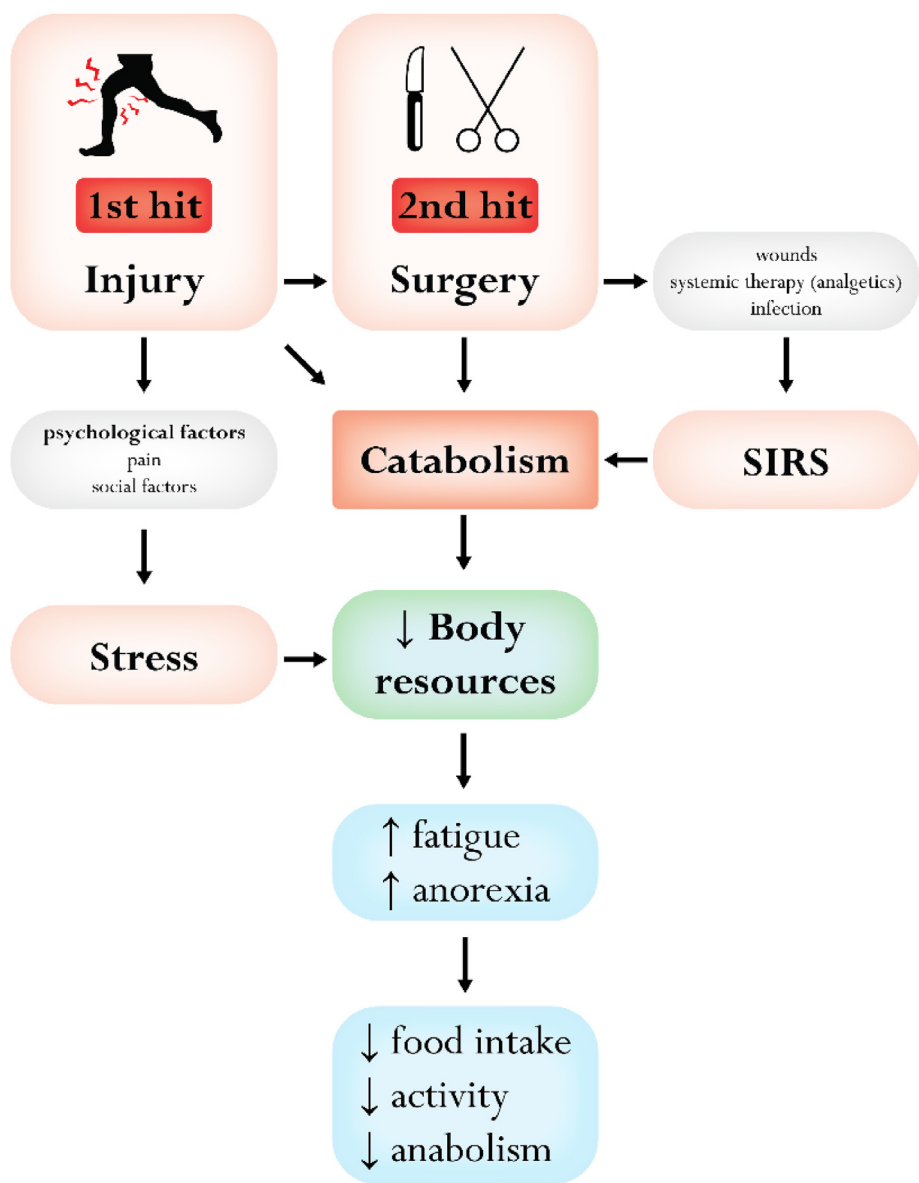 1st hit
Injury
2nd hit
Surgery
wounds
systemic therapy (analgetics)
infection
psychological factors
pain
social factors
Catabolism
SIRS
Stress
↓ Body
resources
↑ fatigue
↑ anorexia
↓ food intake
↓ activity
↓ anabolism